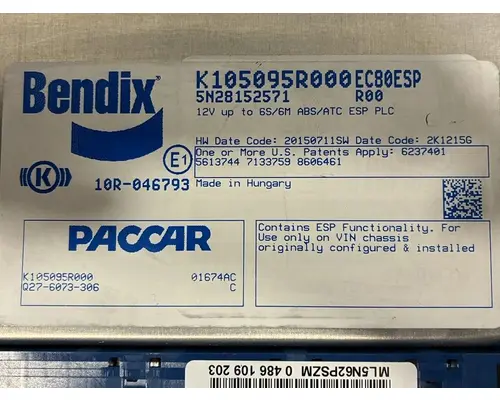 Bendix
K105095R000 EC80ESP
5N28152571 R00
12V up to 6S/6M ABS/ATC ESP PLC
HW Date Code: 20150711SW Date Code: 2K1215G
One or More U.S. Patents Apply: 6237401
5613744 7133759 8606461
E1
K
10R-046793
Made in Hungary
PACCAR
K105095R000 01674AC
Q27-6073-306 C
Contains ESP Functionality. For
Use only on VIN chassis
originally configured & installed
ML5N62PSZM 0 486 109 203